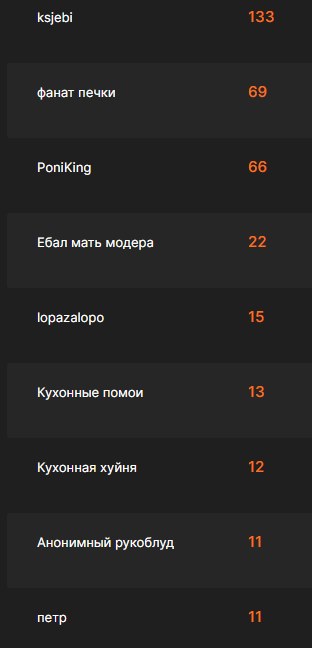 ksjebi 133
фанат печки 69
PoniKing 66
Ебал мать модера 22
lopazalopo 15
Кухонные помои 13
Кухонная хуйня 12
Анонимный рукоблуд 11
петр 11